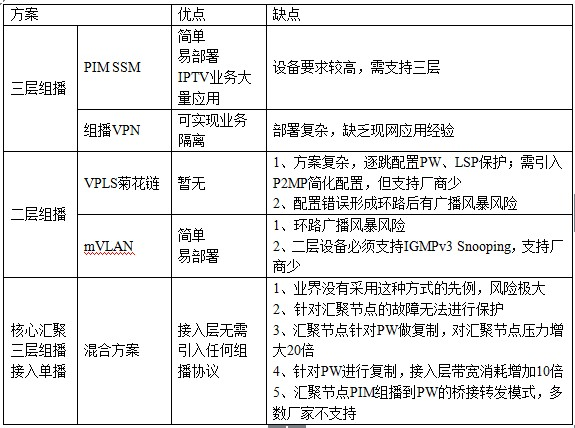 方案 优点 缺点
三层组播
PIM SSM
简单
易部署
IPTV业务大
量应用
设备要求较高，需支持三层
组播VPN
可实现业务
隔离
部署复杂，缺乏现网应用经验
二层组播
VPLS菊花链
暂无
1、方案复杂，逐跳配置PW、LSP保护；需引入
P2MP简化配置，但支持厂商少
2、配置错误形成环路后有广播风暴风险
mVLAN
简单
易部署
1、环路广播风暴风险
2、二层设备必须支持IGMPv3 Snooping，支持厂
商少
核心汇聚
三层组播
接入单播
混合方案
接入层无需
引入任何组
播协议
1、业界没有采用这种方式的先例，风险极大
2、针对汇聚节点的故障无法进行保护
3、汇聚节点针对PW做复制，对汇聚节点压力增
大20倍
4、针对PW进行复制，接入层带宽消耗增加10倍
5、汇聚节点PIM组播到PW的桥接转发模式，多
数厂家不支持